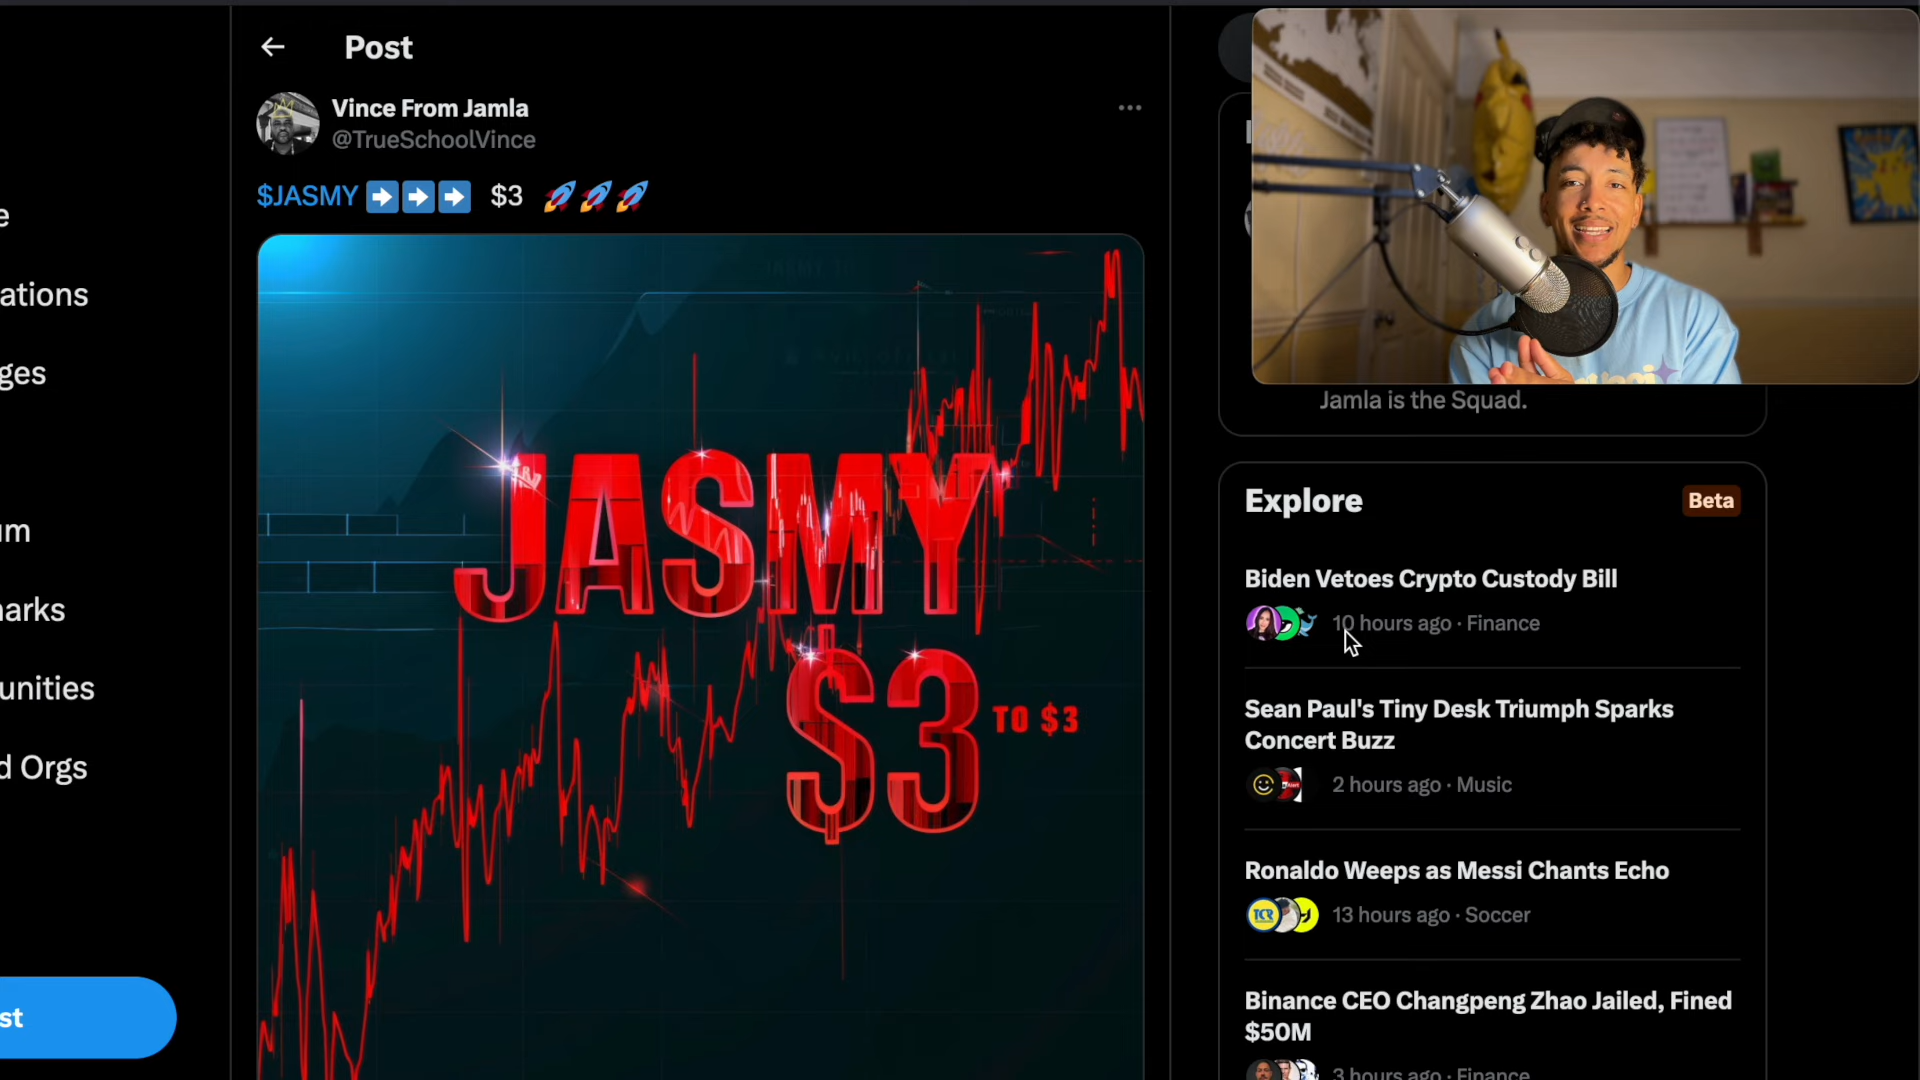 Post
Vince From Jamla
@TrueSchoolVince
$JASMY ➡️➡️➡️ $3 🚀🚀🚀
JASMY
$3
TO $3
e
ations
ges
um
arks
unities
d Orgs
st
Jamla is the Squad.
Explore
Beta
Biden Vetoes Crypto Custody Bill
10 hours ago · Finance
Sean Paul's Tiny Desk Triumph Sparks
Concert Buzz
2 hours ago · Music
Ronaldo Weeps as Messi Chants Echo
TCR
13 hours ago · Soccer
Binance CEO Changpeng Zhao Jailed, Fined
$50M
3 hours ago · Finance